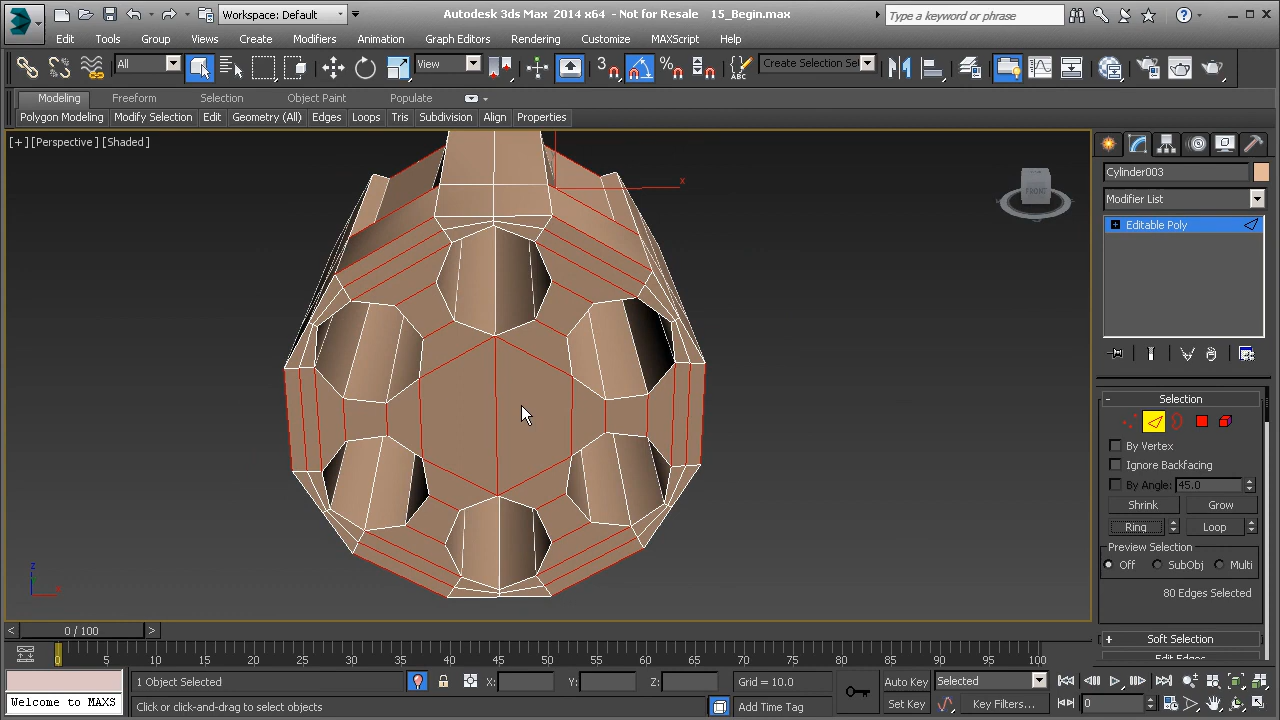 Workspace: Default
Autodesk 3ds Max 2014 x64 - Not for Resale 15_Begin.max
Type a keyword or phrase
Edit Tools Group Views Create Modifiers Animation Graph Editors Rendering Customize MAXScript Help
All View 3 % ABC Create Selection Se
Modeling Freeform Selection Object Paint Populate
Polygon Modeling Modify Selection Edit Geometry (All) Edges Loops Tris Subdivision Align Properties
[+] [Perspective] [Shaded]
x
FRONT
Cylinder003
Modifier List
Editable Poly
- Selection
By Vertex
Ignore Backfacing
By Angle: 45.0
Shrink Grow
Ring Loop
Preview Selection
Off SubObj Multi
80 Edges Selected
+ Soft Selection
Edit Edges
z
x
< 0 / 100 >
0 5 10 15 20 25 30 35 40 45 50 55 60 65 70 75 80 85 90 95 100
1 Object Selected X: Y: Z: Grid = 10.0 Auto Key Selected
Welcome to MAXS Click or click-and-drag to select objects Add Time Tag Set Key Key Filters... 0